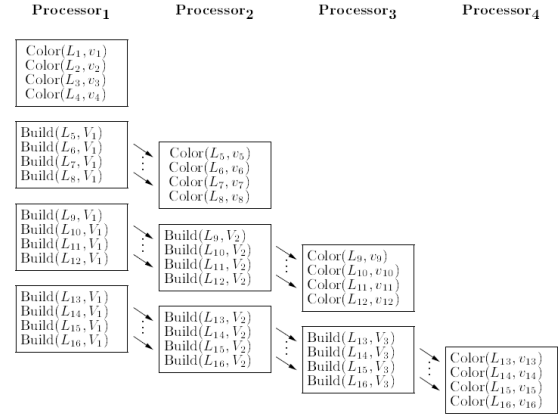 Processor₁ Processor₂ Processor₃ Processor₄
Color(L₁, v₁)
Color(L₂, v₂)
Color(L₃, v₃)
Color(L₄, v₄)
Build(L₅, V₁)
Build(L₆, V₁)
Build(L₇, V₁)
Build(L₈, V₁)
Color(L₅, v₅)
Color(L₆, v₆)
Color(L₇, v₇)
Color(L₈, v₈)
Build(L₉, V₁)
Build(L₁₀, V₁)
Build(L₁₁, V₁)
Build(L₁₂, V₁)
Build(L₉, V₂)
Build(L₁₀, V₂)
Build(L₁₁, V₂)
Build(L₁₂, V₂)
Color(L₉, v₉)
Color(L₁₀, v₁₀)
Color(L₁₁, v₁₁)
Color(L₁₂, v₁₂)
Build(L₁₃, V₁)
Build(L₁₄, V₁)
Build(L₁₅, V₁)
Build(L₁₆, V₁)
Build(L₁₃, V₂)
Build(L₁₄, V₂)
Build(L₁₅, V₂)
Build(L₁₆, V₂)
Build(L₁₃, V₃)
Build(L₁₄, V₃)
Build(L₁₅, V₃)
Build(L₁₆, V₃)
Color(L₁₃, v₁₃)
Color(L₁₄, v₁₄)
Color(L₁₅, v₁₅)
Color(L₁₆, v₁₆)